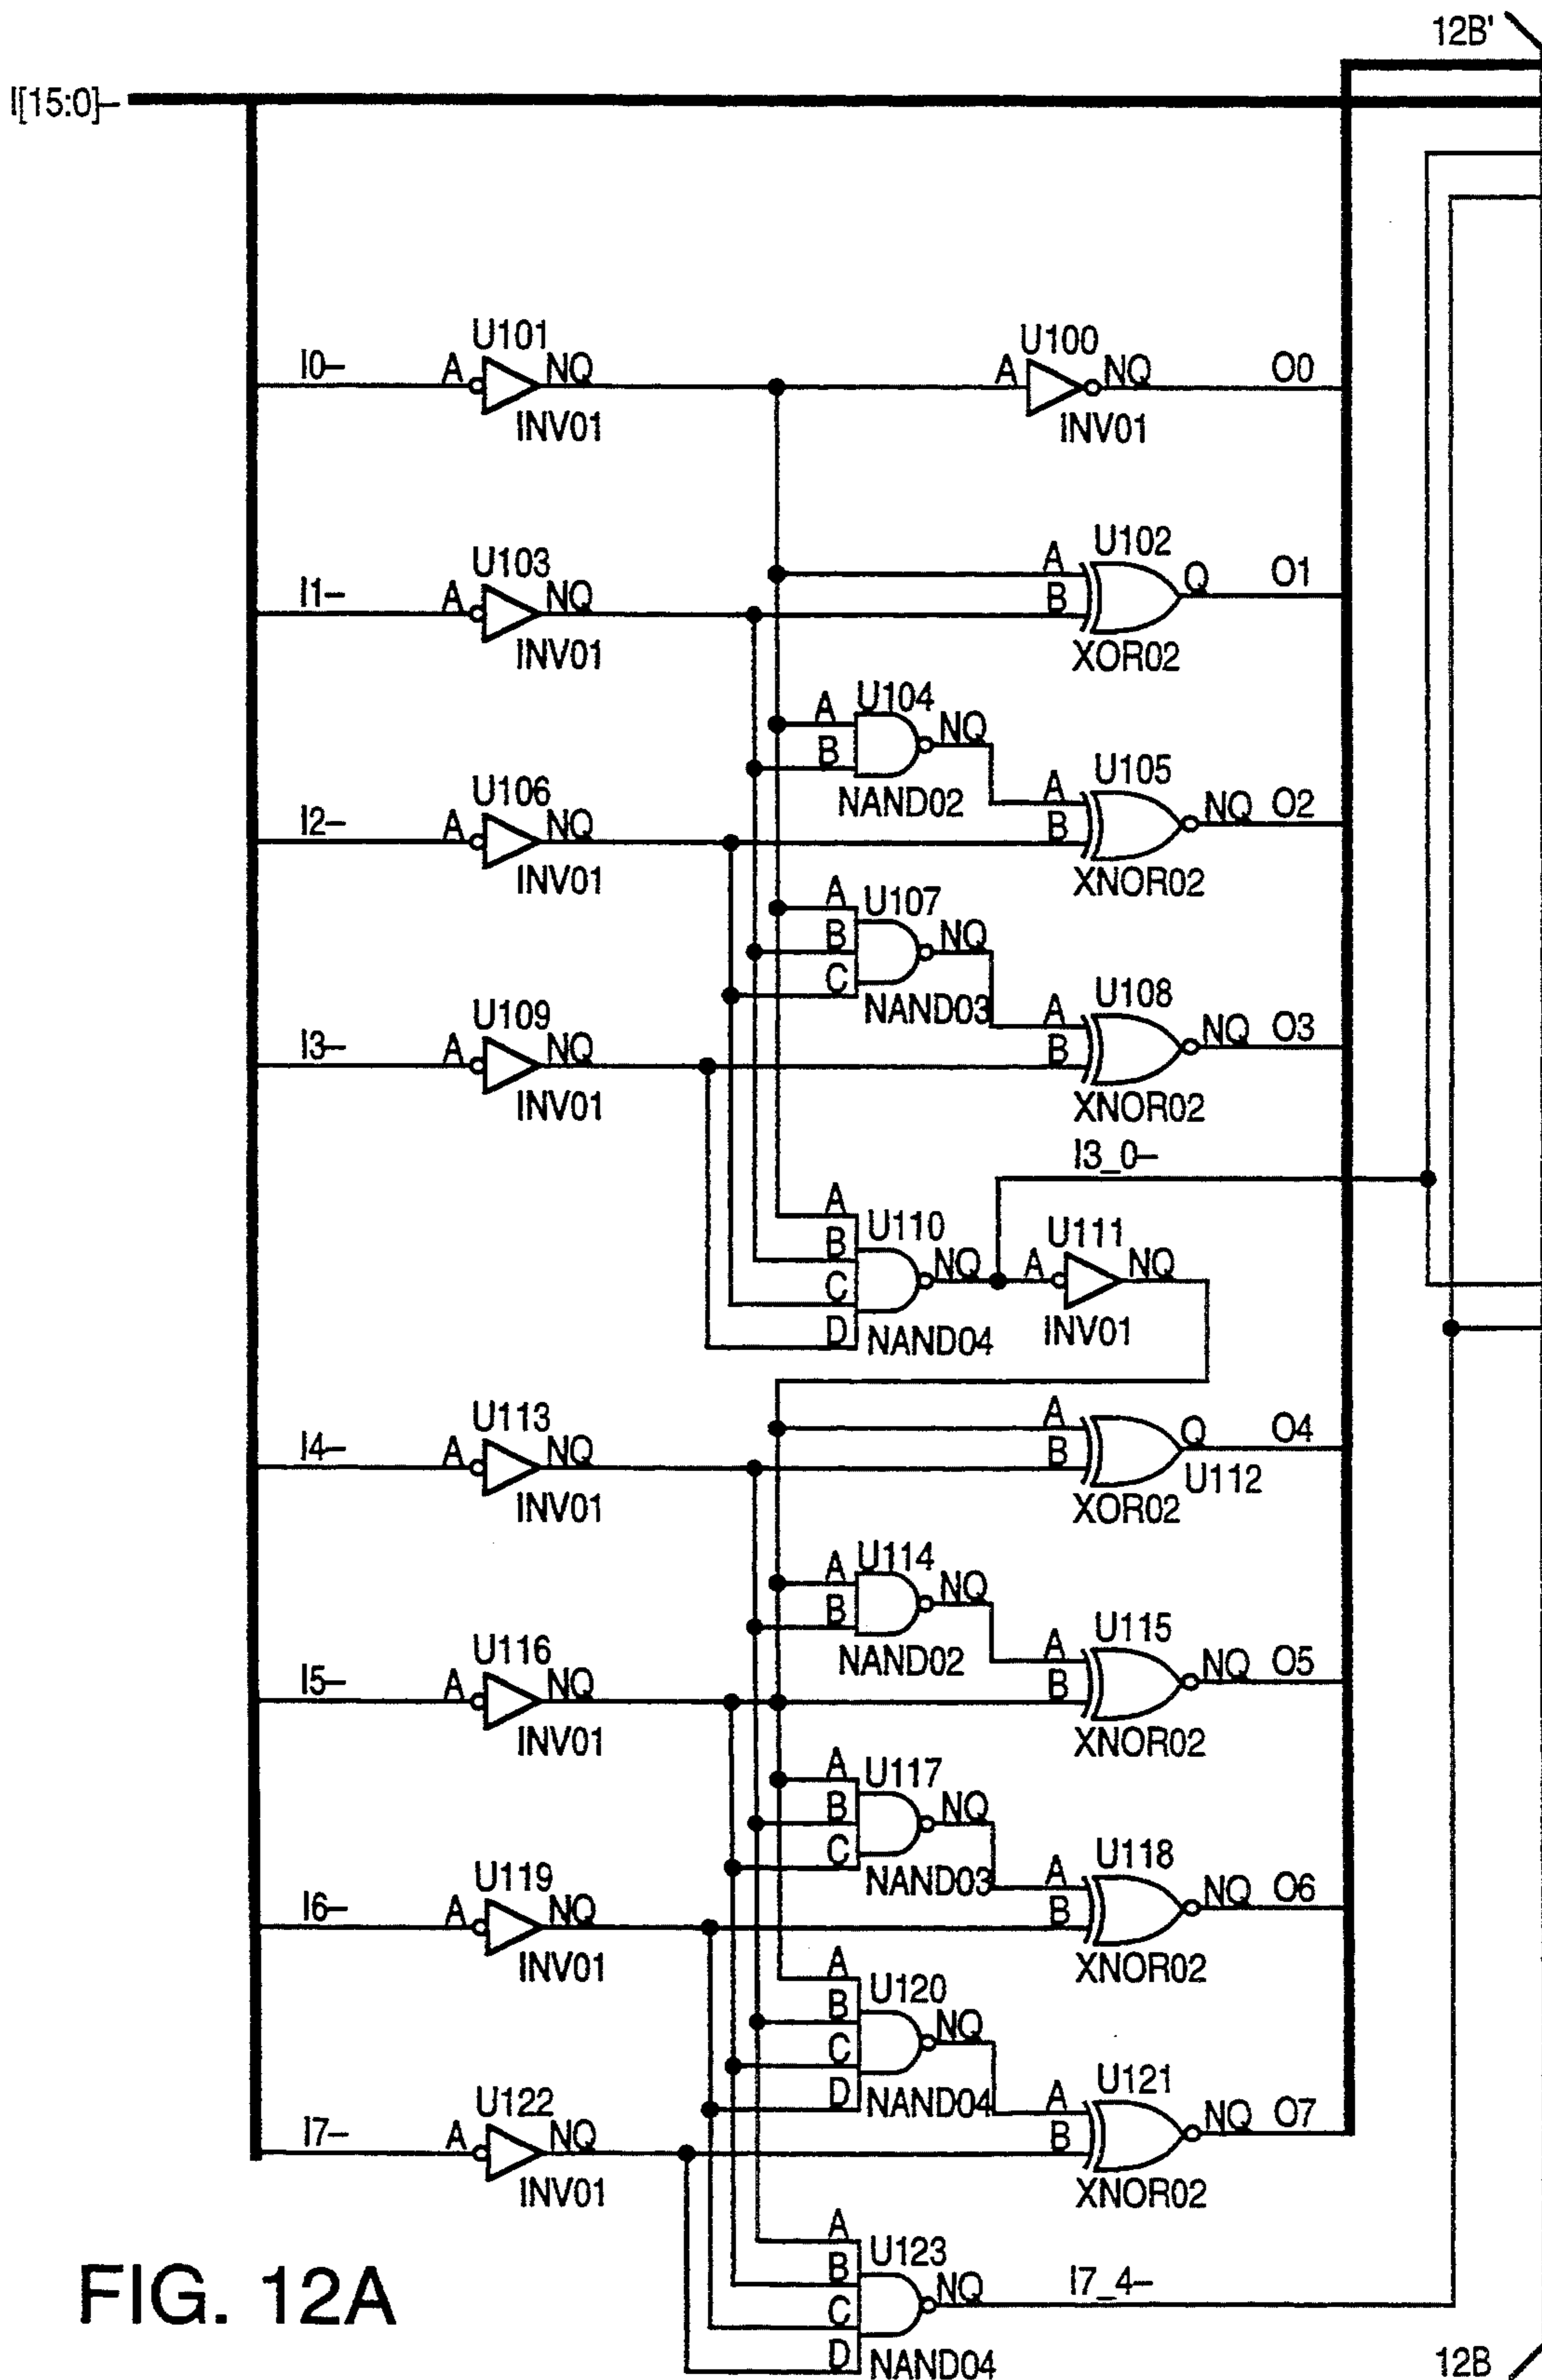 12B'
I[15:0]–
U101
I0– A NQ
INV01
U100
A NQ O0
INV01
U103
I1– A NQ
INV01
U102
A
B Q O1
XOR02
U104
A
B NQ
NAND02
U106
I2– A NQ
INV01
U105
A
B NQ O2
XNOR02
U107
A
B
C NQ
NAND03
U109
I3– A NQ
INV01
U108
A
B NQ O3
XNOR02
I3_0–
U110
A
B
C
D NQ
NAND04
U111
A NQ
INV01
U113
I4– A NQ
INV01
A
B Q O4
U112
XOR02
U114
A
B NQ
NAND02
U116
I5– A NQ
INV01
U115
A
B NQ O5
XNOR02
U117
A
B
C NQ
NAND03
U119
I6– A NQ
INV01
U118
A
B NQ O6
XNOR02
U120
A
B
C
D NQ
NAND04
U122
I7– A NQ
INV01
U121
A
B NQ O7
XNOR02
U123
A
B
C
D NQ
NAND04
I7_4–
FIG. 12A
12B